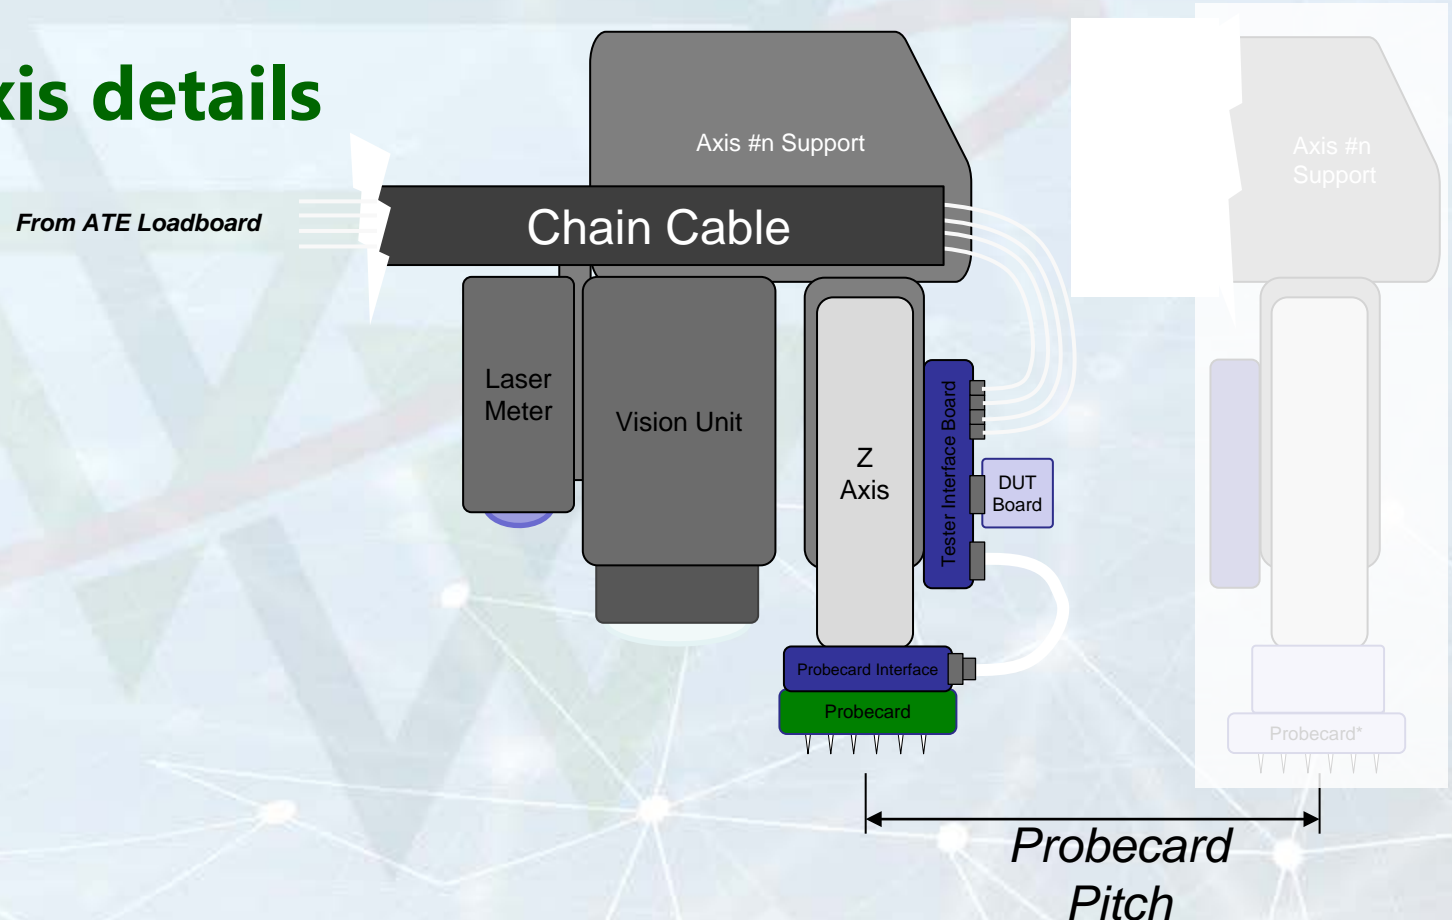 xis details
Axis #n Support
Axis #n
Support
From ATE Loadboard
Chain Cable
Laser
Meter
Vision Unit
Z
Axis
Tester Interface Board
DUT
Board
Probecard Interface
Probecard
Probecard*
Probecard
Pitch